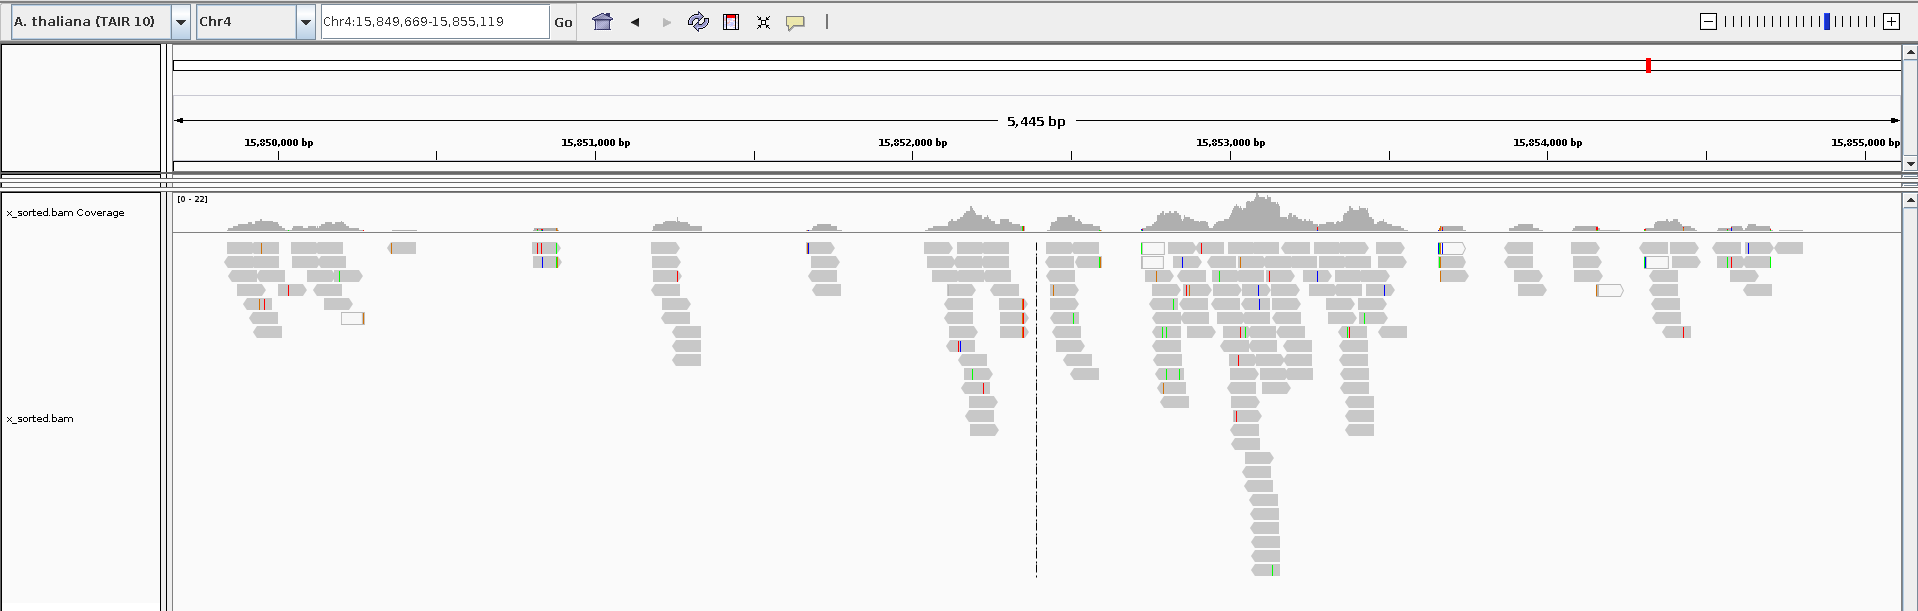 A. thaliana (TAIR 10) Chr4 Chr4:15,849,669-15,855,119 Go
5,445 bp
15,850,000 bp 15,851,000 bp 15,852,000 bp 15,853,000 bp 15,854,000 bp 15,855,000 bp
[0 - 22]
x_sorted.bam Coverage
x_sorted.bam